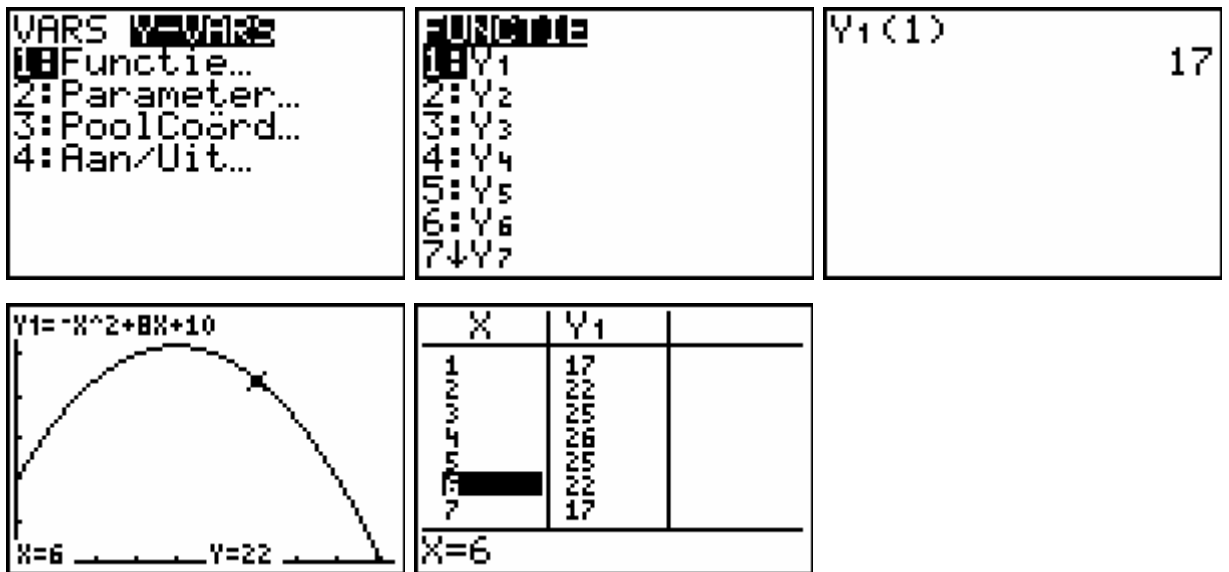 VARS Y-VARS
1:Functie…
2:Parameter…
3:PoolCoörd…
4:Aan/Uit…
FUNCTIE
1:Y₁
2:Y₂
3:Y₃
4:Y₄
5:Y₅
6:Y₆
7↓Y₇
Y₁(1)
17
Y1=-X^2+8X+10
X=6 Y=22
X Y₁
1 17
2 22
3 25
4 26
5 25
6 22
7 17
X=6